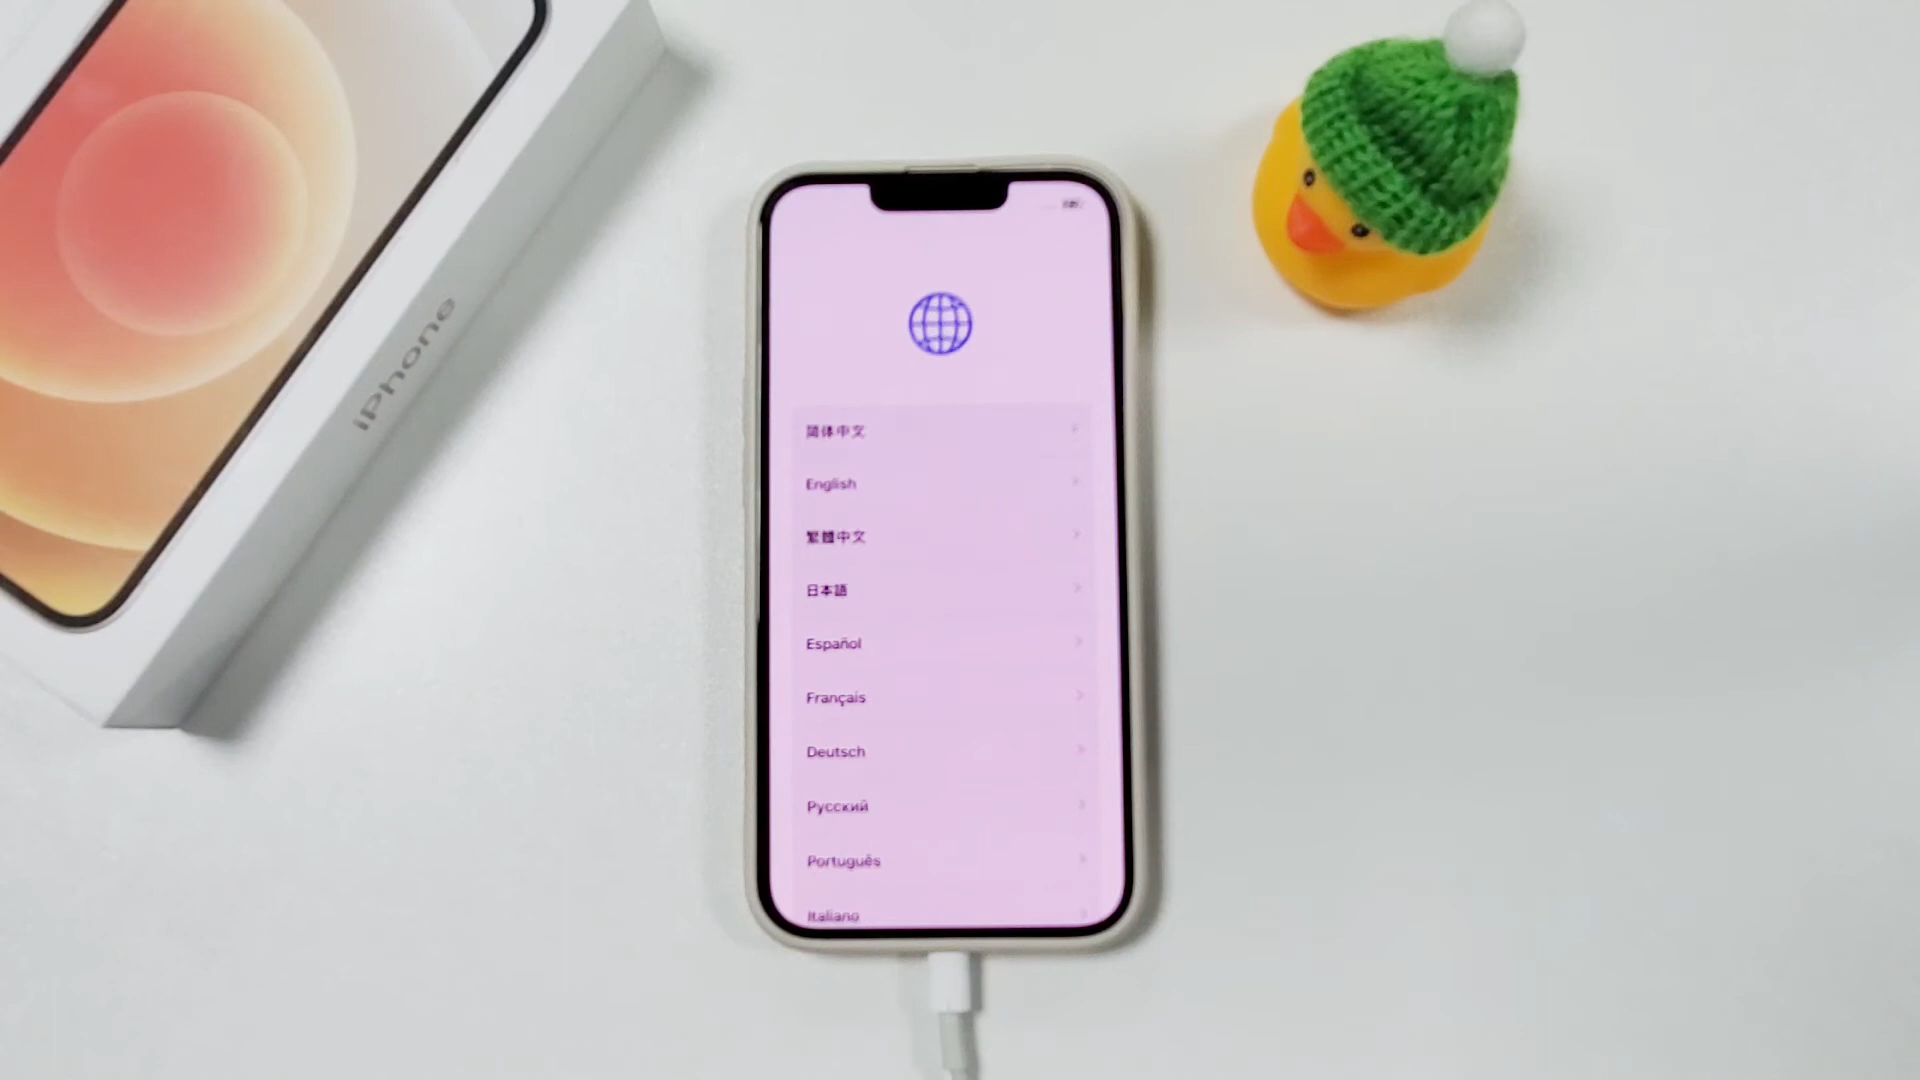 iPhone
简体中文
English
繁體中文
日本語
Español
Français
Deutsch
Русский
Português
Italiano